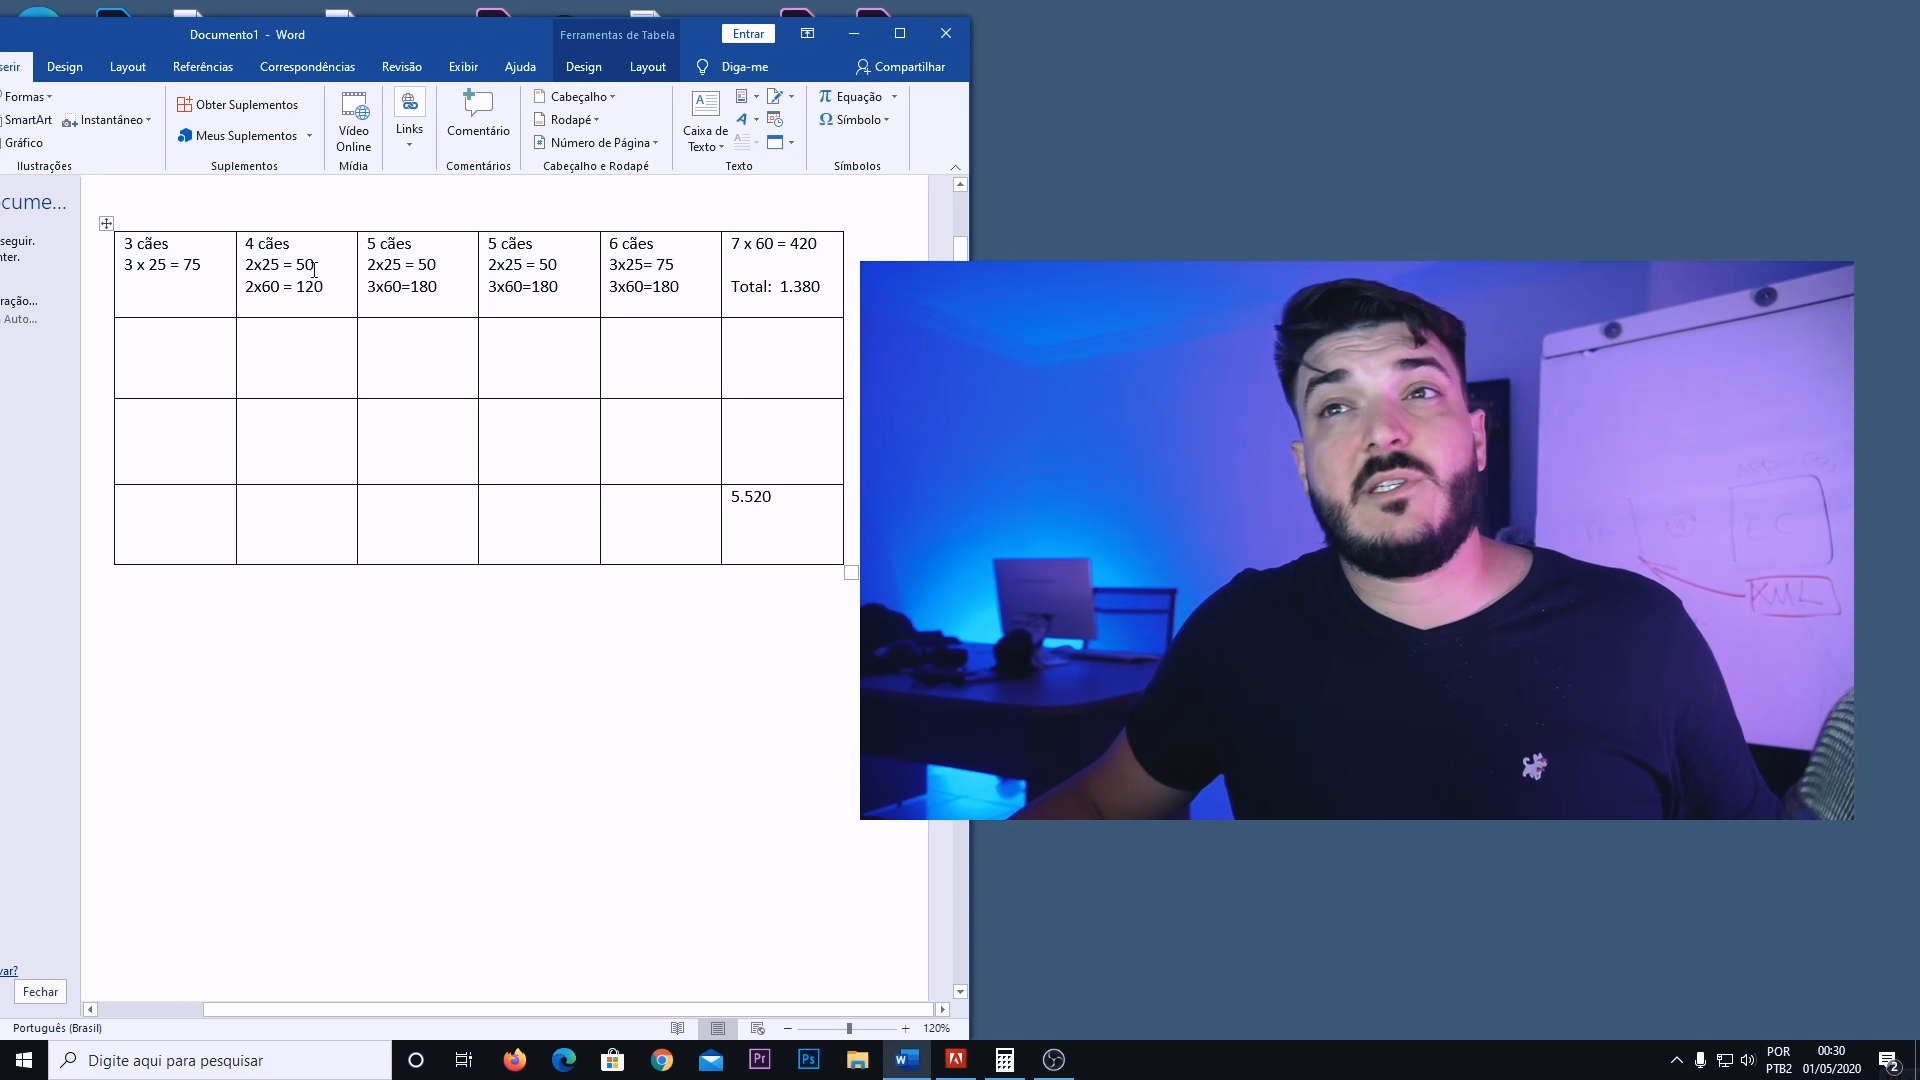 Documento1 - Word
Ferramentas de Tabela
Entrar
serir
Design
Layout
Referências
Correspondências
Revisão
Exibir
Ajuda
Design
Layout
Diga-me
Compartilhar
Formas
SmartArt
Instantâneo
Gráfico
Ilustrações
Obter Suplementos
Meus Suplementos
Suplementos
Vídeo
Online
Mídia
Links
Comentário
Comentários
Cabeçalho
Rodapé
Número de Página
Cabeçalho e Rodapé
Caixa de
Texto
Texto
Equação
Símbolo
Símbolos
cume...
seguir.
nter.
ração...
Auto...
3 cães
3 x 25 = 75
4 cães
2x25 = 50
2x60 = 120
5 cães
2x25 = 50
3x60=180
5 cães
2x25 = 50
3x60=180
6 cães
3x25= 75
3x60=180
7 x 60 = 420
Total: 1.380
5.520
EC
XML
var?
Fechar
Português (Brasil)
120%
Digite aqui para pesquisar
Pr
Ps
POR
PTB2
00:30
01/05/2020
2